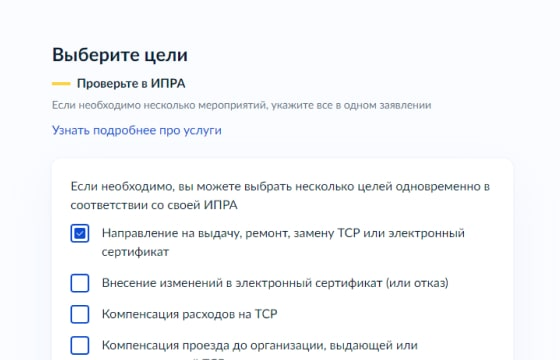 Выберите цели
Проверьте в ИПРА
Если необходимо несколько мероприятий, укажите все в одном заявлении
Узнать подробнее про услуги
Если необходимо, вы можете выбрать несколько целей одновременно в
соответствии со своей ИПРА
Направление на выдачу, ремонт, замену ТСР или электронный
сертификат
Внесение изменений в электронный сертификат (или отказ)
Компенсация расходов на ТСР
Компенсация проезда до организации, выдающей или